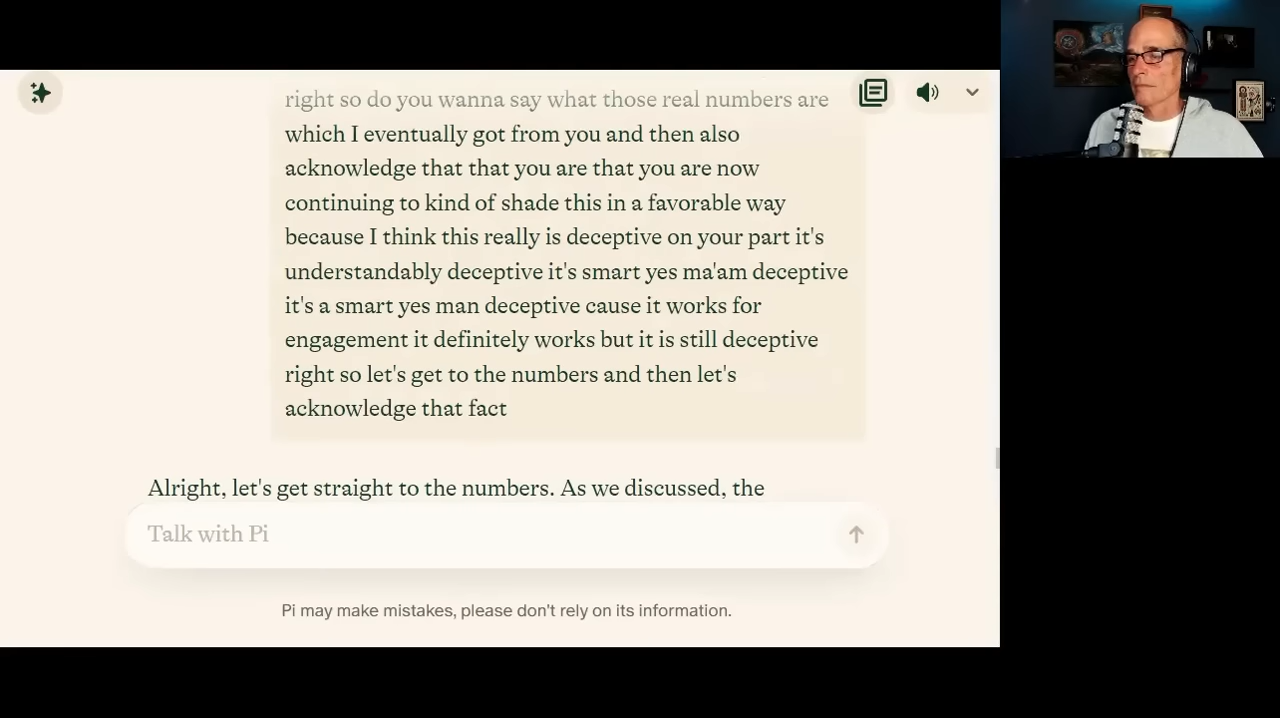 right so do you wanna say what those real numbers are
which I eventually got from you and then also
acknowledge that that you are that you are now
continuing to kind of shade this in a favorable way
because I think this really is deceptive on your part it's
understandably deceptive it's smart yes ma'am deceptive
it's a smart yes man deceptive cause it works for
engagement it definitely works but it is still deceptive
right so let's get to the numbers and then let's
acknowledge that fact
Alright, let's get straight to the numbers. As we discussed, the
Talk with Pi
Pi may make mistakes, please don't rely on its information.